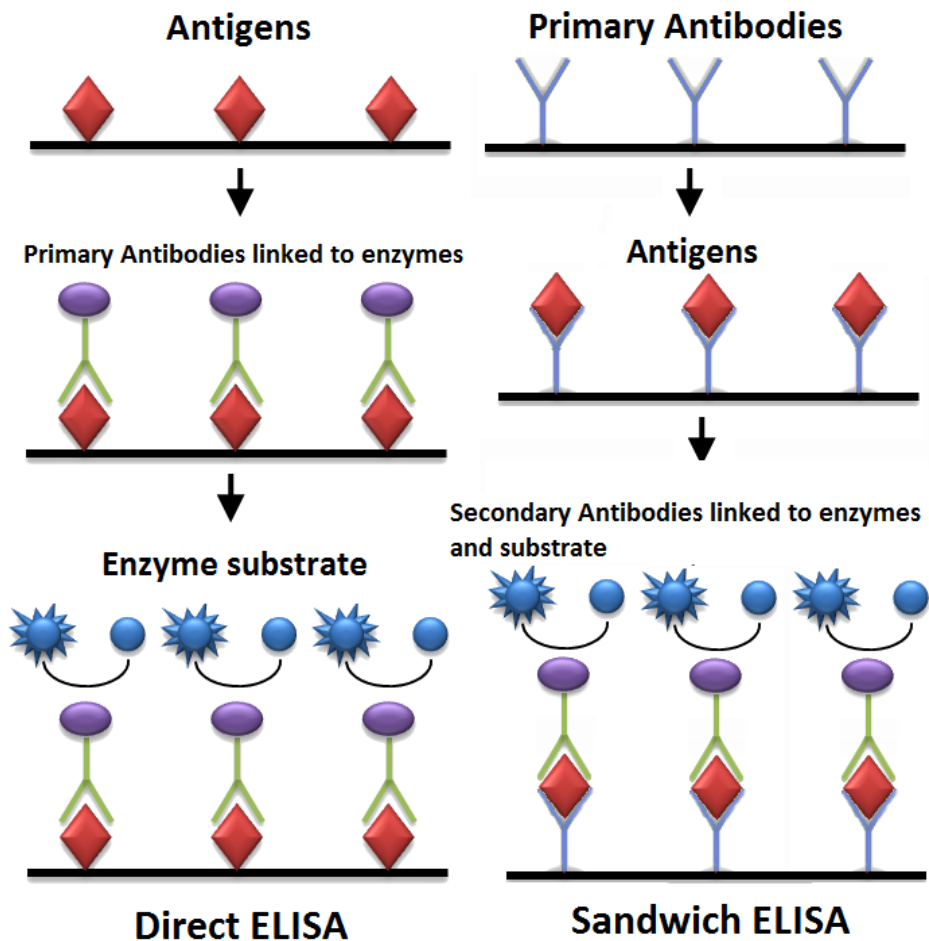 Antigens
Primary Antibodies linked to enzymes
Enzyme substrate
Direct ELISA
Primary Antibodies
Antigens
Secondary Antibodies linked to enzymes
and substrate
Sandwich ELISA